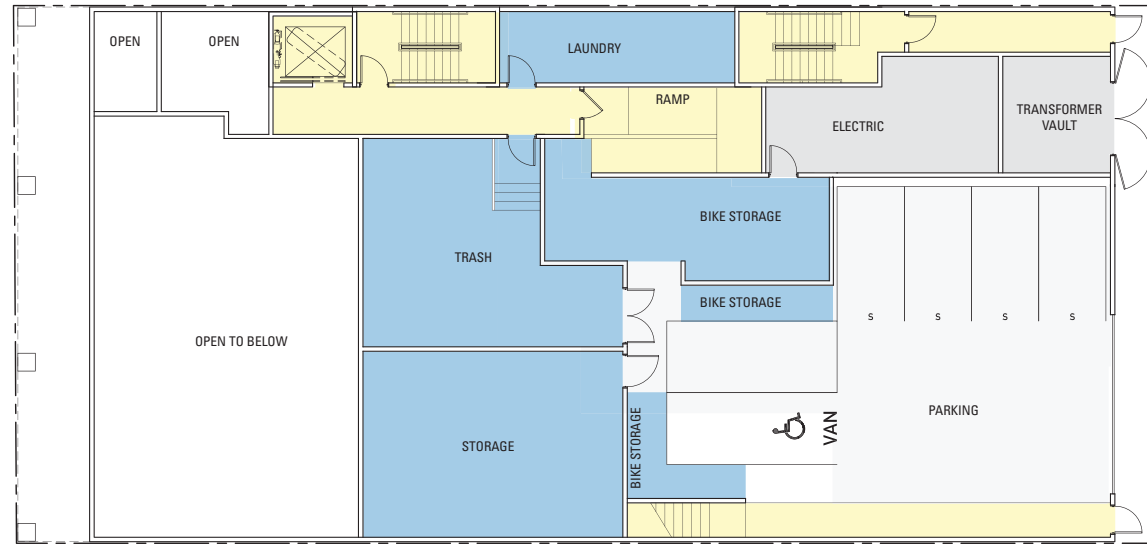 OPEN
OPEN
LAUNDRY
RAMP
ELECTRIC
TRANSFORMER
VAULT
BIKE STORAGE
TRASH
BIKE STORAGE
OPEN TO BELOW
S
S
S
S
PARKING
VAN
BIKE STORAGE
STORAGE